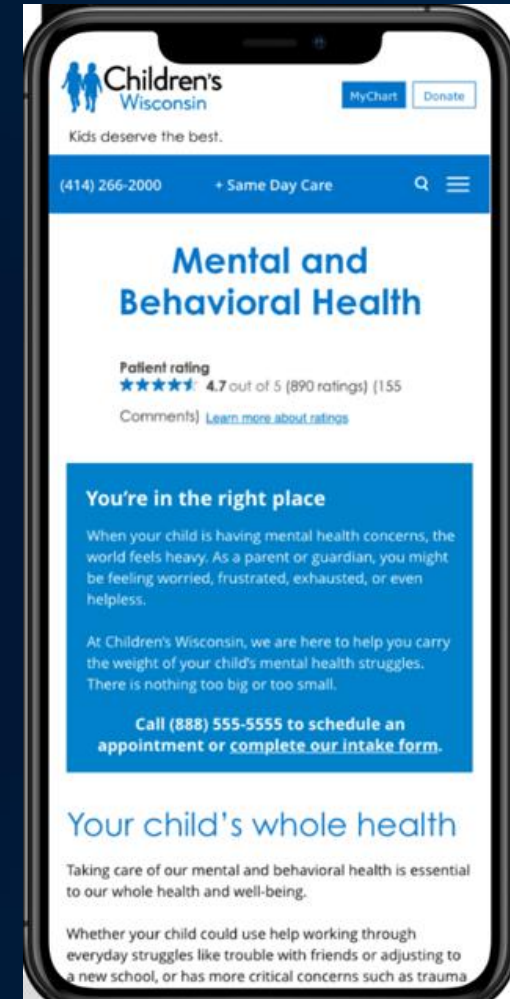 Children's
Wisconsin
Kids deserve the best.
MyChart
Donate
(414) 266-2000
+ Same Day Care
Mental and
Behavioral Health
Patient rating
4.7 out of 5 (890 ratings) (155
Comments) Learn more about ratings
You're in the right place
When your child is having mental health concerns, the
world feels heavy. As a parent or guardian, you might
be feeling worried, frustrated, exhausted, or even
helpless.
At Children's Wisconsin, we are here to help you carry
the weight of your child's mental health struggles.
There is nothing too big or too small.
Call (888) 555-5555 to schedule an
appointment or complete our intake form.
Your child's whole health
Taking care of our mental and behavioral health is essential
to our whole health and well-being.
Whether your child could use help working through
everyday struggles like trouble with friends or adjusting to
a new school, or has more critical concerns such as trauma